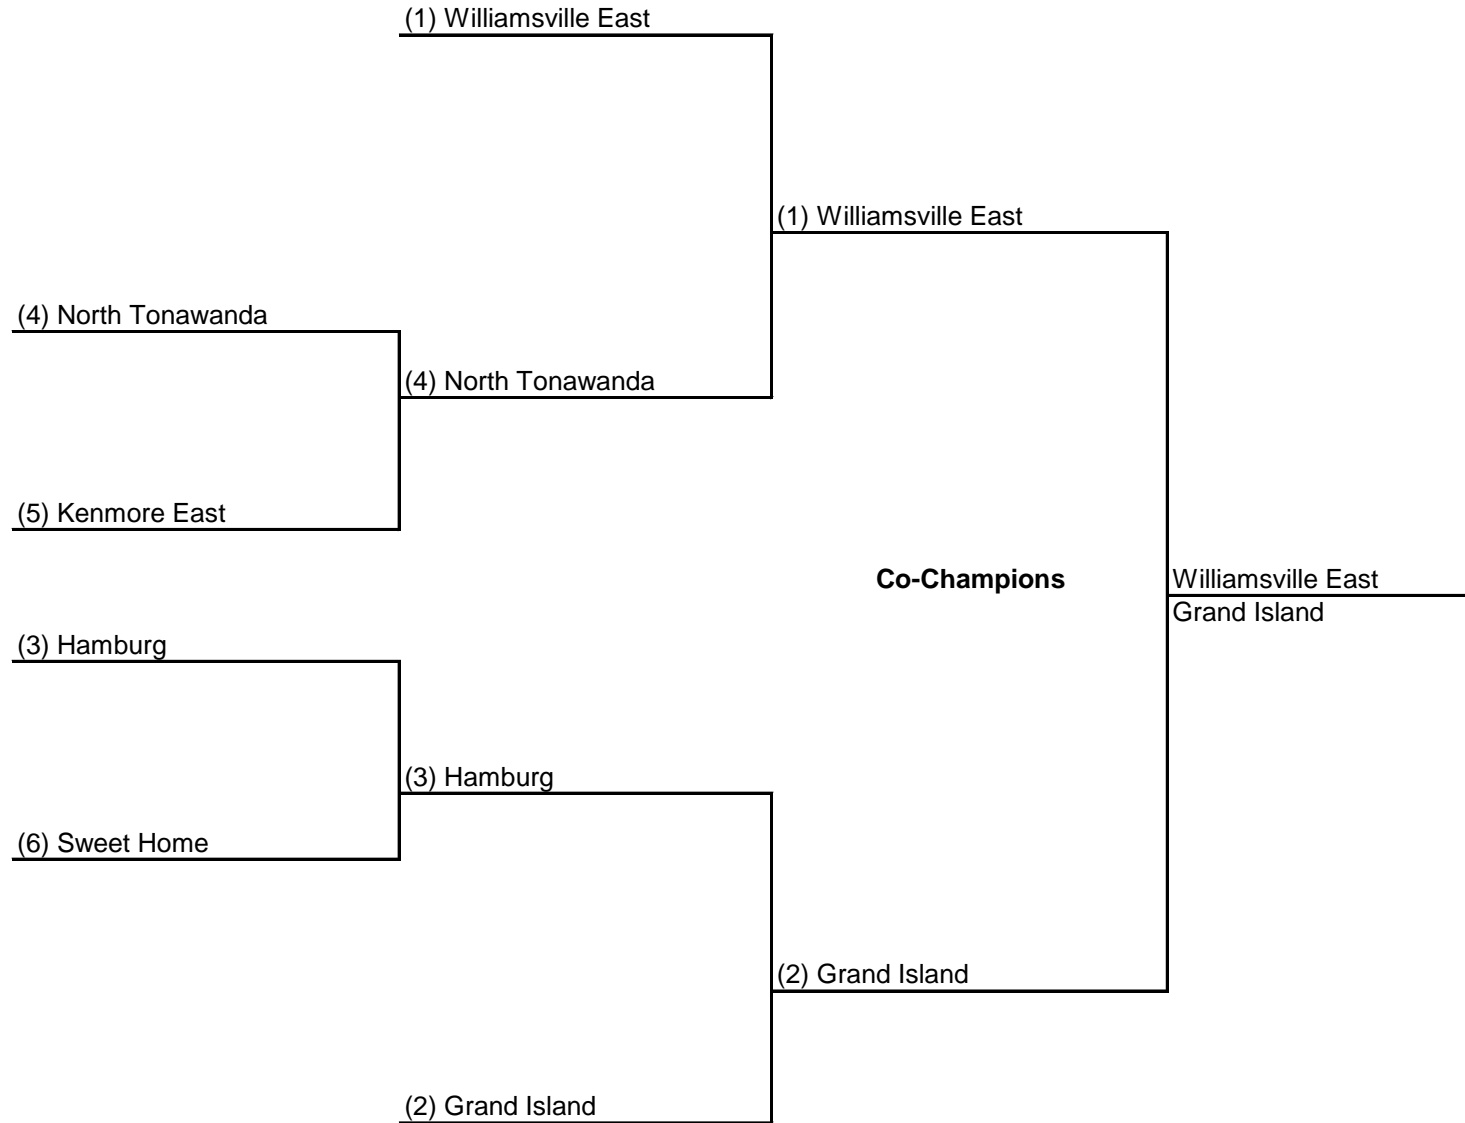 (1) Williamsville East
(1) Williamsville East
(4) North Tonawanda
(4) North Tonawanda
(5) Kenmore East
Co-Champions
Williamsville East
Grand Island
(3) Hamburg
(3) Hamburg
(6) Sweet Home
(2) Grand Island
(2) Grand Island